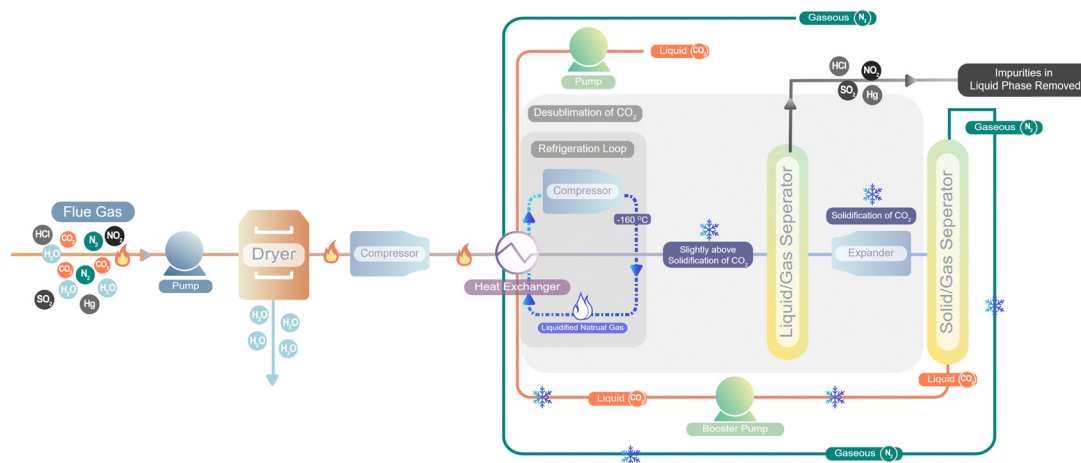 Gaseous N₂
Liquid CO₂
Pump
HCl
NO₂
SO₂
Hg
Impurities in
Liquid Phase Removed
Desublimation of CO₂
Gaseous N₂
Refrigeration Loop
Compressor
-160 ºC
Flue Gas
HCl
CO₂
N₂
NO₂
H₂O
CO₂
CO₂
N₂
H₂O
H₂O
SO₂
Hg
Pump
Dryer
H₂O
H₂O
H₂O
H₂O
Compressor
Heat Exchanger
Liquidified Natrual Gas
Slightly above
Solidification of CO₂
Liquid/Gas Seperator
Solidification of CO₂
Expander
Solid/Gas Seperator
Liquid CO₂
Liquid CO₂
Booster Pump
Gaseous N₂